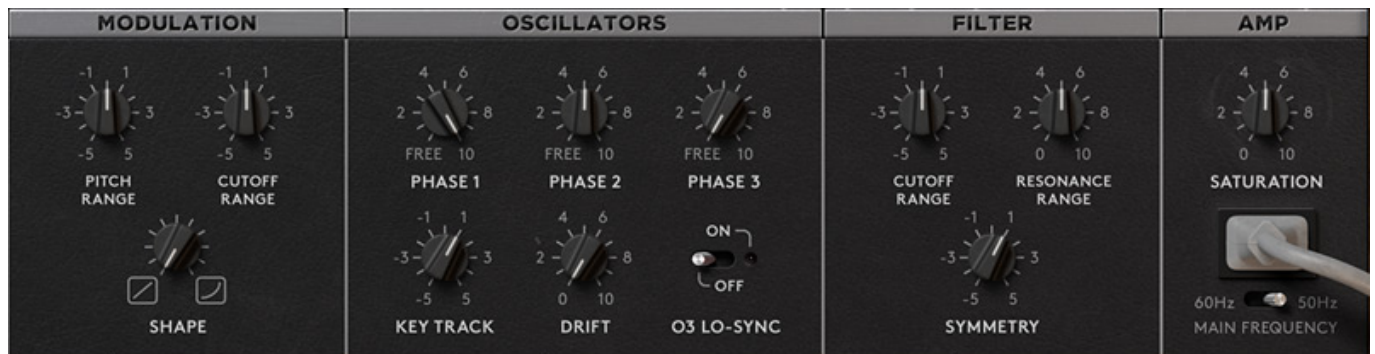 MODULATION
OSCILLATORS
FILTER
AMP
-1 1
-3 3
-5 5
PITCH
RANGE
-1 1
-3 3
-5 5
CUTOFF
RANGE
SHAPE
4 6
2 8
FREE 10
PHASE 1
4 6
2 8
FREE 10
PHASE 2
4 6
2 8
FREE 10
PHASE 3
-1 1
-3 3
-5 5
KEY TRACK
4 6
2 8
0 10
DRIFT
ON
OFF
O3 LO-SYNC
-1 1
-3 3
-5 5
CUTOFF
RANGE
4 6
2 8
0 10
RESONANCE
RANGE
-1 1
-3 3
-5 5
SYMMETRY
4 6
2 8
0 10
SATURATION
60Hz 50Hz
MAIN FREQUENCY